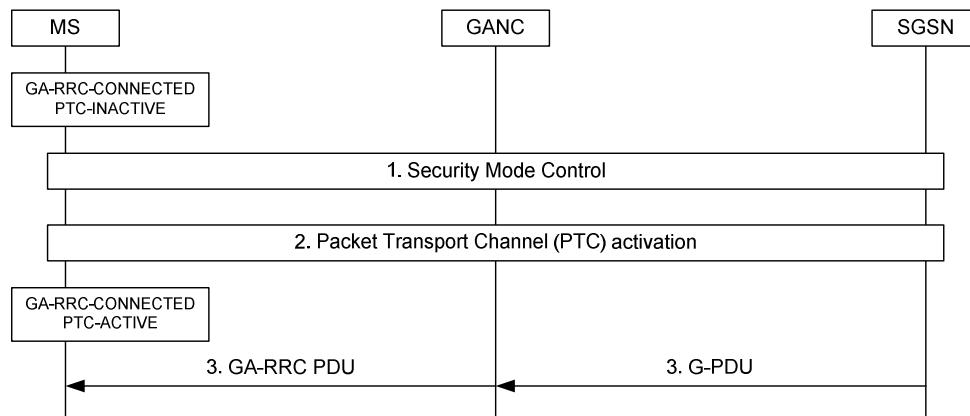 MS
GANC
SGSN
GA-RRC-CONNECTED
PTC-INACTIVE
1. Security Mode Control
2. Packet Transport Channel (PTC) activation
GA-RRC-CONNECTED
PTC-ACTIVE
3. GA-RRC PDU
3. G-PDU